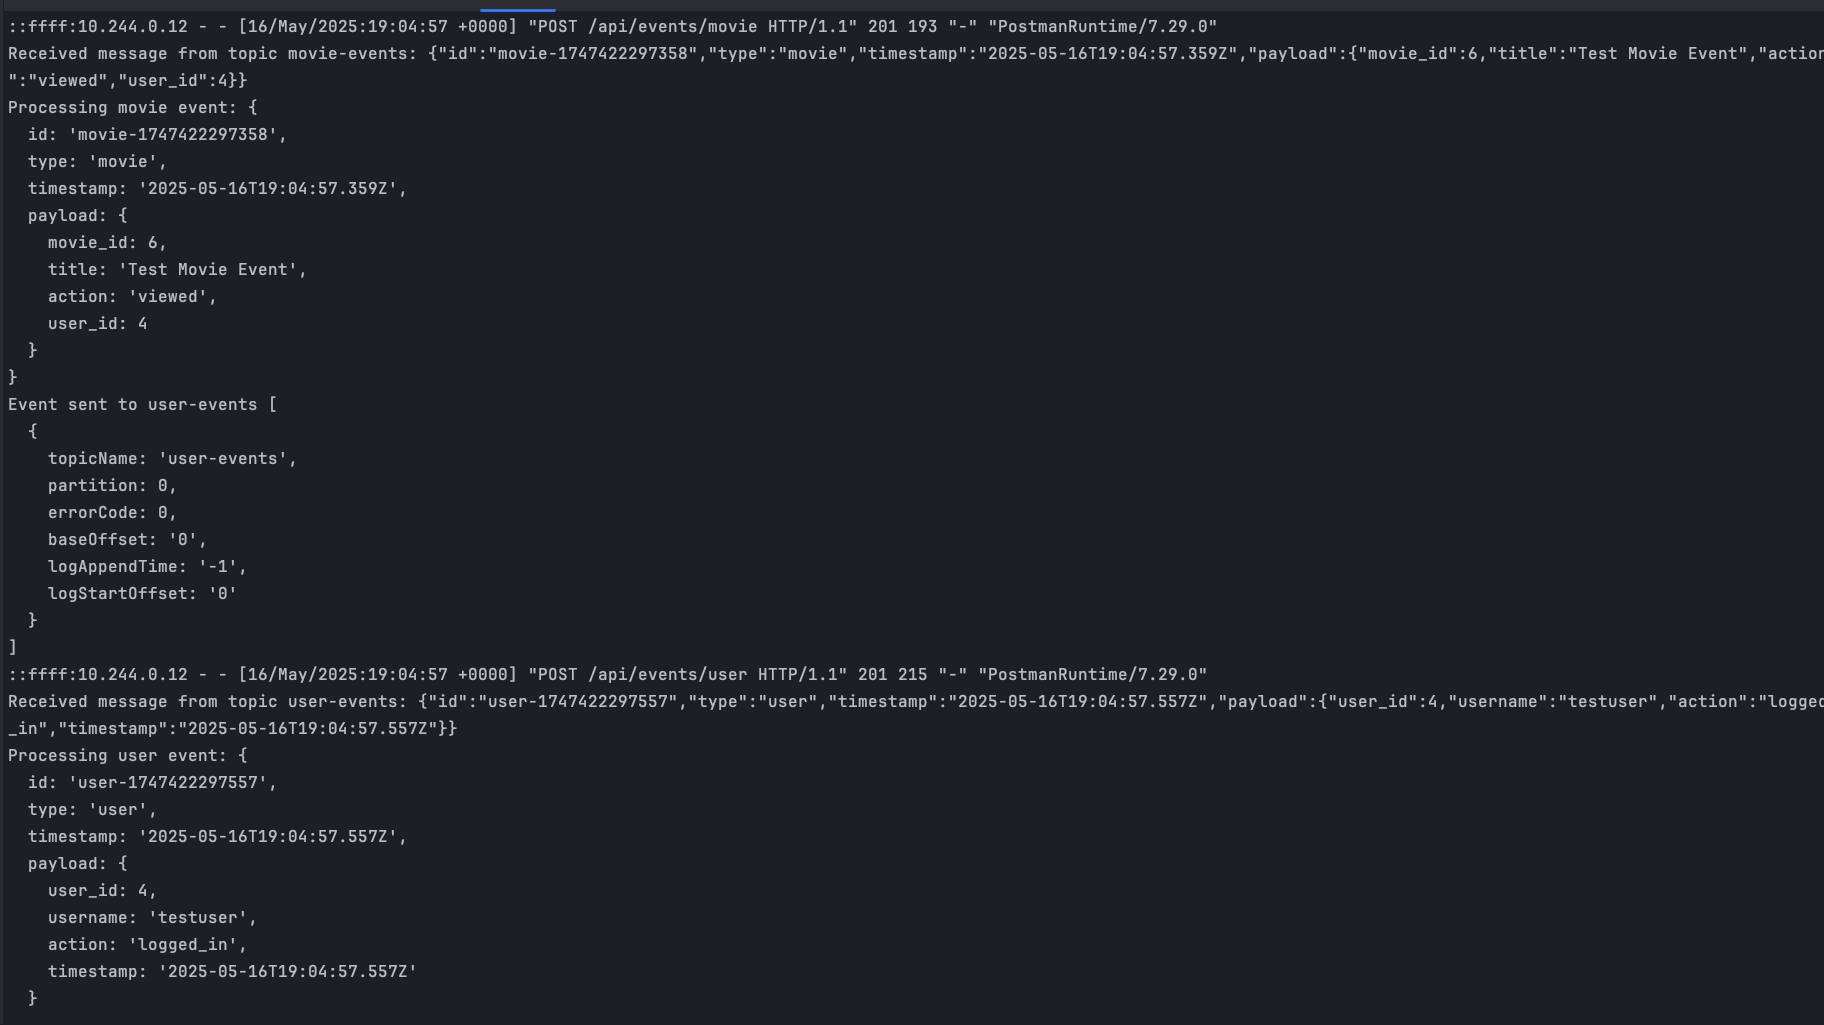 ::ffff:10.244.0.12 - - [16/May/2025:19:04:57 +0000] "POST /api/events/movie HTTP/1.1" 201 193 "-" "PostmanRuntime/7.29.0"
Received message from topic movie-events: {"id":"movie-1747422297358","type":"movie","timestamp":"2025-05-16T19:04:57.359Z","payload":{"movie_id":6,"title":"Test Movie Event","action
":"viewed","user_id":4}}
Processing movie event: {
  id: 'movie-1747422297358',
  type: 'movie',
  timestamp: '2025-05-16T19:04:57.359Z',
  payload: {
    movie_id: 6,
    title: 'Test Movie Event',
    action: 'viewed',
    user_id: 4
  }
}
Event sent to user-events [
  {
    topicName: 'user-events',
    partition: 0,
    errorCode: 0,
    baseOffset: '0',
    logAppendTime: '-1',
    logStartOffset: '0'
  }
]
::ffff:10.244.0.12 - - [16/May/2025:19:04:57 +0000] "POST /api/events/user HTTP/1.1" 201 215 "-" "PostmanRuntime/7.29.0"
Received message from topic user-events: {"id":"user-1747422297557","type":"user","timestamp":"2025-05-16T19:04:57.557Z","payload":{"user_id":4,"username":"testuser","action":"logged
_in","timestamp":"2025-05-16T19:04:57.557Z"}}
Processing user event: {
  id: 'user-1747422297557',
  type: 'user',
  timestamp: '2025-05-16T19:04:57.557Z',
  payload: {
    user_id: 4,
    username: 'testuser',
    action: 'logged_in',
    timestamp: '2025-05-16T19:04:57.557Z'
  }